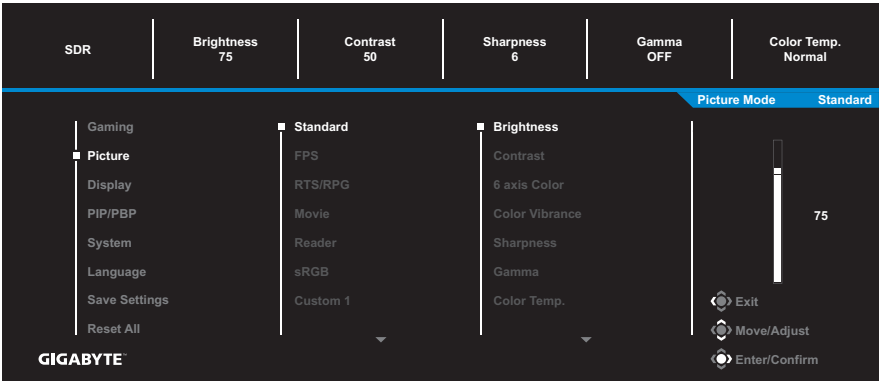 SDR
Brightness
75
Contrast
50
Sharpness
6
Gamma
OFF
Color Temp.
Normal
Picture Mode Standard
Gaming
Picture
Display
PIP/PBP
System
Language
Save Settings
Reset All
Standard
FPS
RTS/RPG
Movie
Reader
sRGB
Custom 1
Brightness
Contrast
6 axis Color
Color Vibrance
Sharpness
Gamma
Color Temp.
75
Exit
Move/Adjust
Enter/Confirm
GIGABYTE™